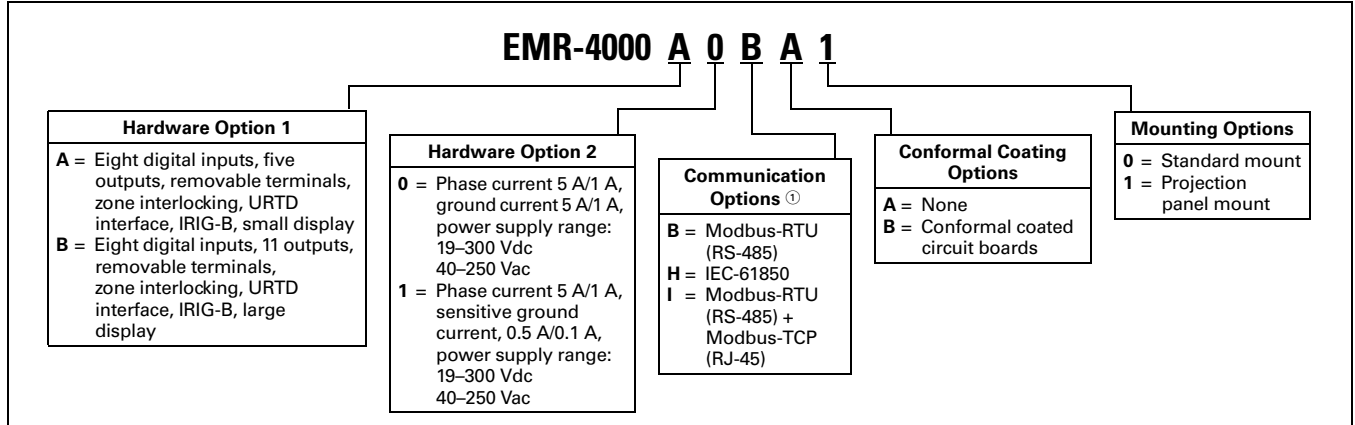 EMR-4000 A 0 B A 1
Hardware Option 1
A = Eight digital inputs, five
outputs, removable terminals,
zone interlocking, URTD
interface, IRIG-B, small display
B = Eight digital inputs, 11 outputs,
removable terminals,
zone interlocking, URTD
interface, IRIG-B, large
display
Hardware Option 2
0 = Phase current 5 A/1 A,
ground current 5 A/1 A,
power supply range:
19–300 Vdc
40–250 Vac
1 = Phase current 5 A/1 A,
sensitive ground
current, 0.5 A/0.1 A,
power supply range:
19–300 Vdc
40–250 Vac
Communication
Options ①
B = Modbus-RTU
(RS-485)
H = IEC-61850
I = Modbus-RTU
(RS-485) +
Modbus-TCP
(RJ-45)
Conformal Coating
Options
A = None
B = Conformal coated
circuit boards
Mounting Options
0 = Standard mount
1 = Projection
panel mount